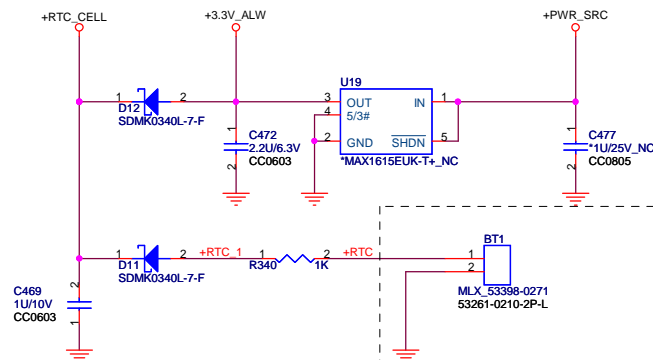 +RTC_CELL
+3.3V_ALW
+PWR_SRC
U19
1 2
3 OUT IN 1
4 5/3#
2 GND SHDN 5
D12
SDMK0340L-7-F
*MAX1615EUK-T+_NC
1
C472
2.2U/6.3V
CC0603
2
1
C477
*1U/25V_NC
CC0805
2
BT1
1 2
+RTC_1
1 2
+RTC
1
2
D11
SDMK0340L-7-F
R340 1K
MLX_53398-0271
53261-0210-2P-L
2
C469
1U/10V
CC0603
1